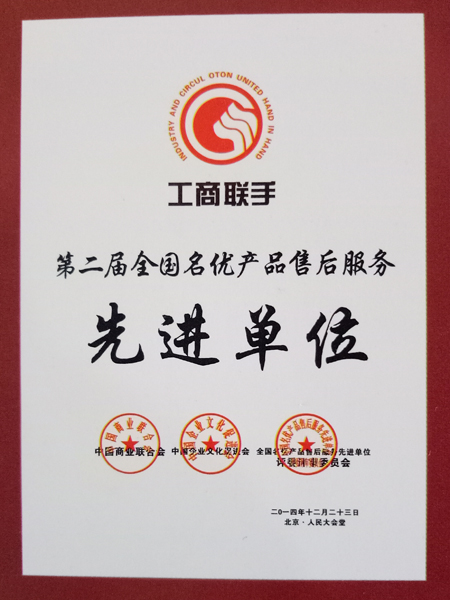 INDUSTRY AND CIRCUL OTON UNITED HAND IN HAND
工商联手
第二届全国名优产品售后服务
先进单位
中国商业联合会 中国企业文化促进会 全国名优产品售后服务先进单位
评委环审委员会
二〇一四年十二月二十三日
北京·人民大会堂